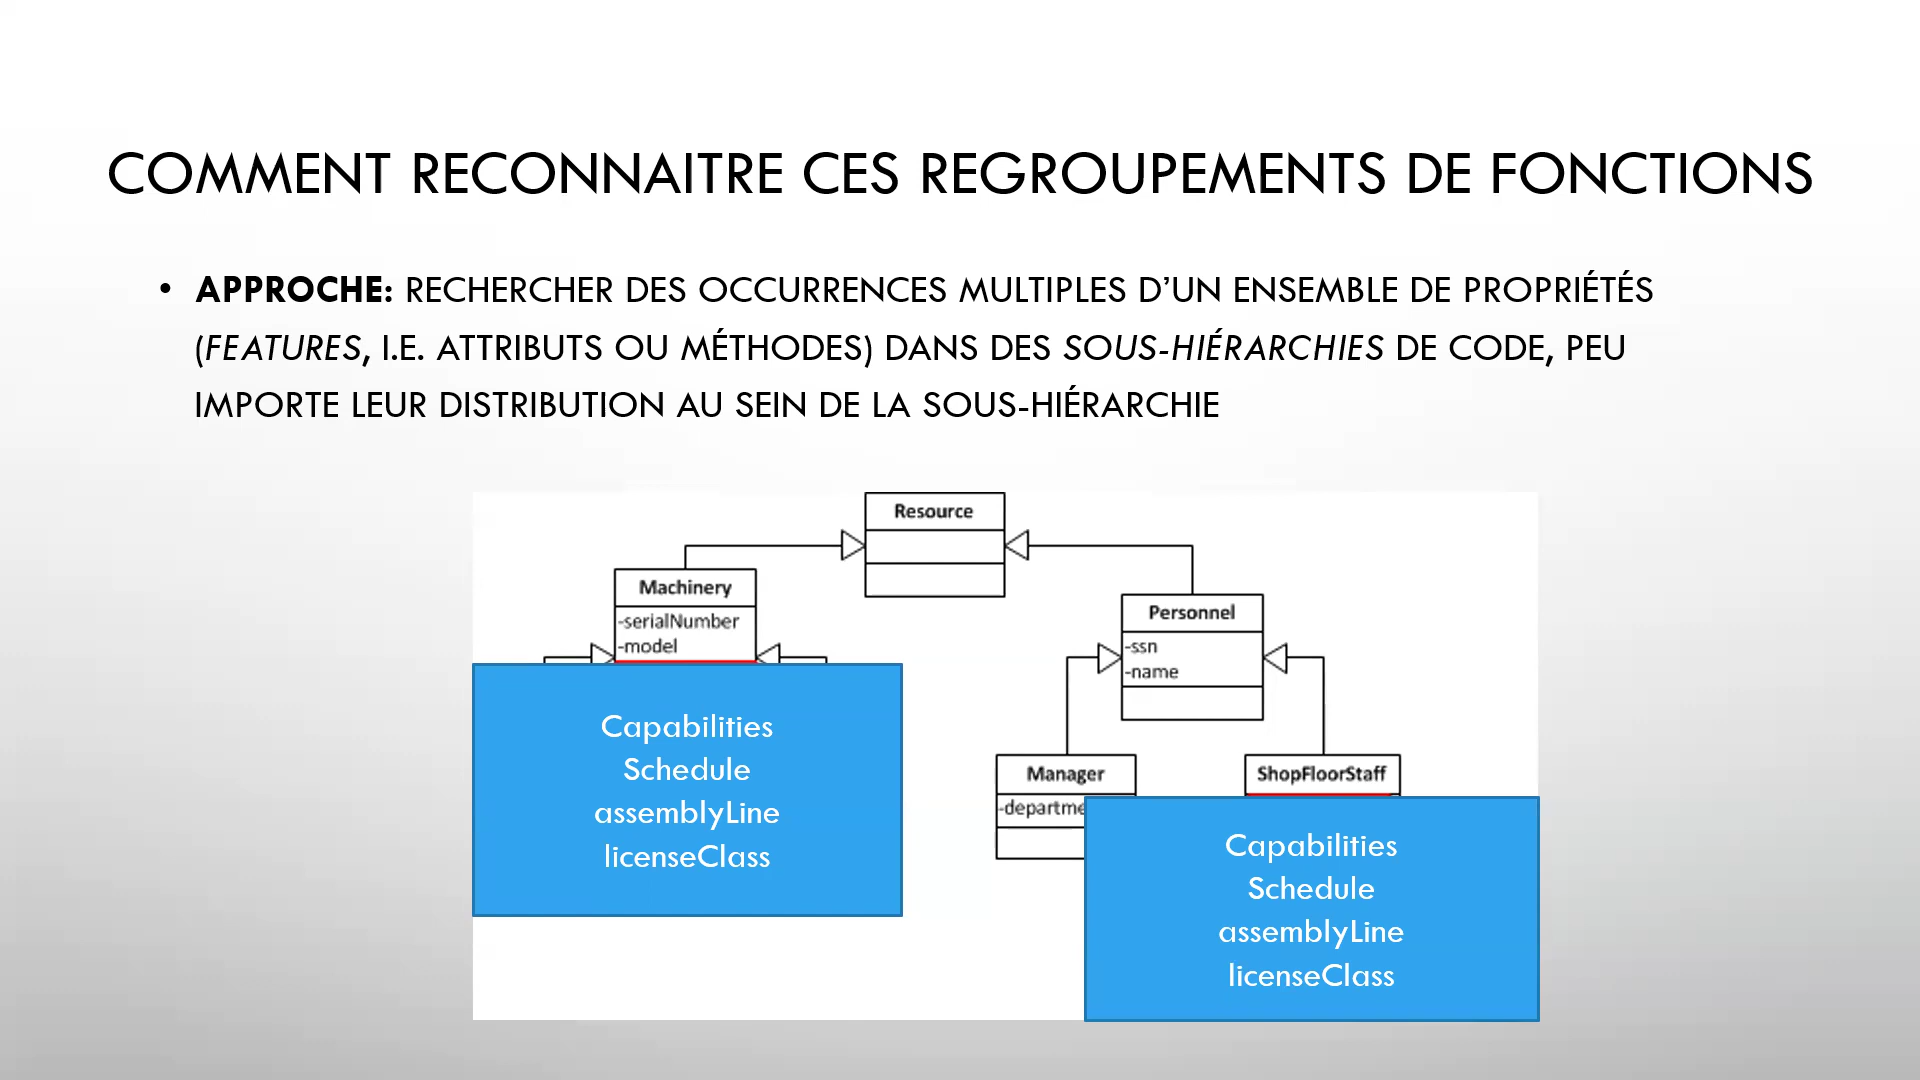 COMMENT RECONNAITRE CES REGROUPEMENTS DE FONCTIONS
• APPROCHE: RECHERCHER DES OCCURRENCES MULTIPLES D’UN ENSEMBLE DE PROPRIÉTÉS
(FEATURES, I.E. ATTRIBUTS OU MÉTHODES) DANS DES SOUS-HIÉRARCHIES DE CODE, PEU
IMPORTE LEUR DISTRIBUTION AU SEIN DE LA SOUS-HIÉRARCHIE
Resource
Machinery
-serialNumber
-model
Personnel
-ssn
-name
Capabilities
Schedule
assemblyLine
licenseClass
Manager
-departme
ShopFloorStaff
Capabilities
Schedule
assemblyLine
licenseClass